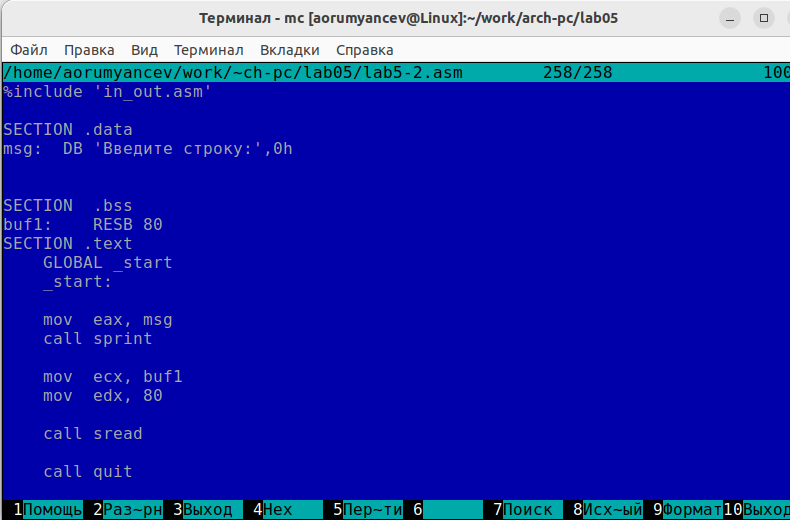 Терминал - mc [aorumyancev@Linux]:~/work/arch-pc/lab05
Файл Правка Вид Терминал Вкладки Справка
/home/aorumyancev/work/~ch-pc/lab05/lab5-2.asm 258/258 100
%include 'in_out.asm'
SECTION .data
msg: DB 'Введите строку:',0h
SECTION .bss
buf1: RESB 80
SECTION .text
GLOBAL _start
_start:
mov eax, msg
call sprint
mov ecx, buf1
mov edx, 80
call sread
call quit
1Помощь 2Раз~рн 3Выход 4Hex 5Пер~ти 6 7Поиск 8Исх~ый 9Формат 10Выход